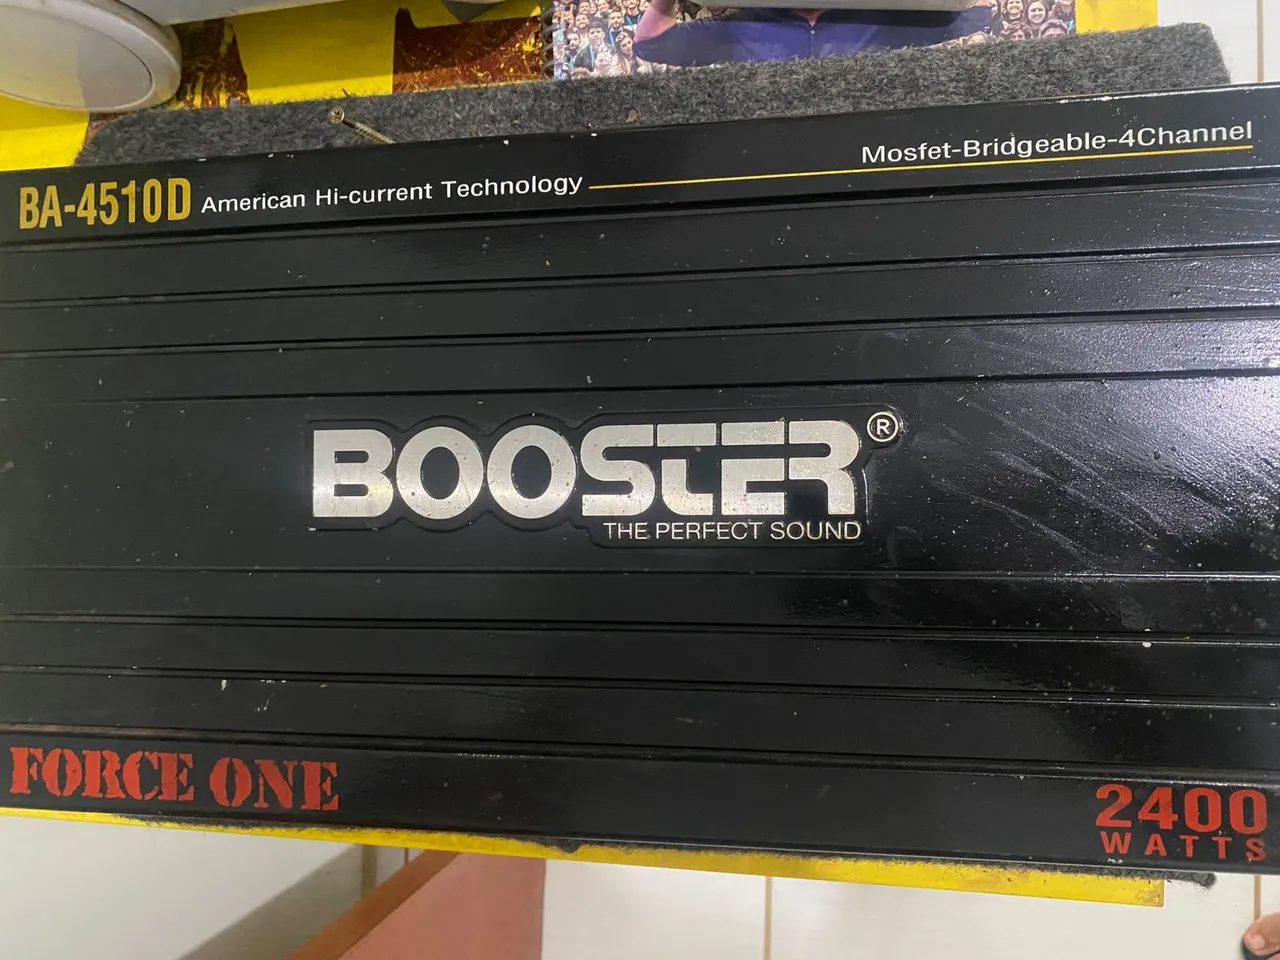 Mosfet-Bridgeable-4Channel
BA-4510D American Hi-current Technology
BOOSTER®
THE PERFECT SOUND
FORCE ONE
2400
WATTS